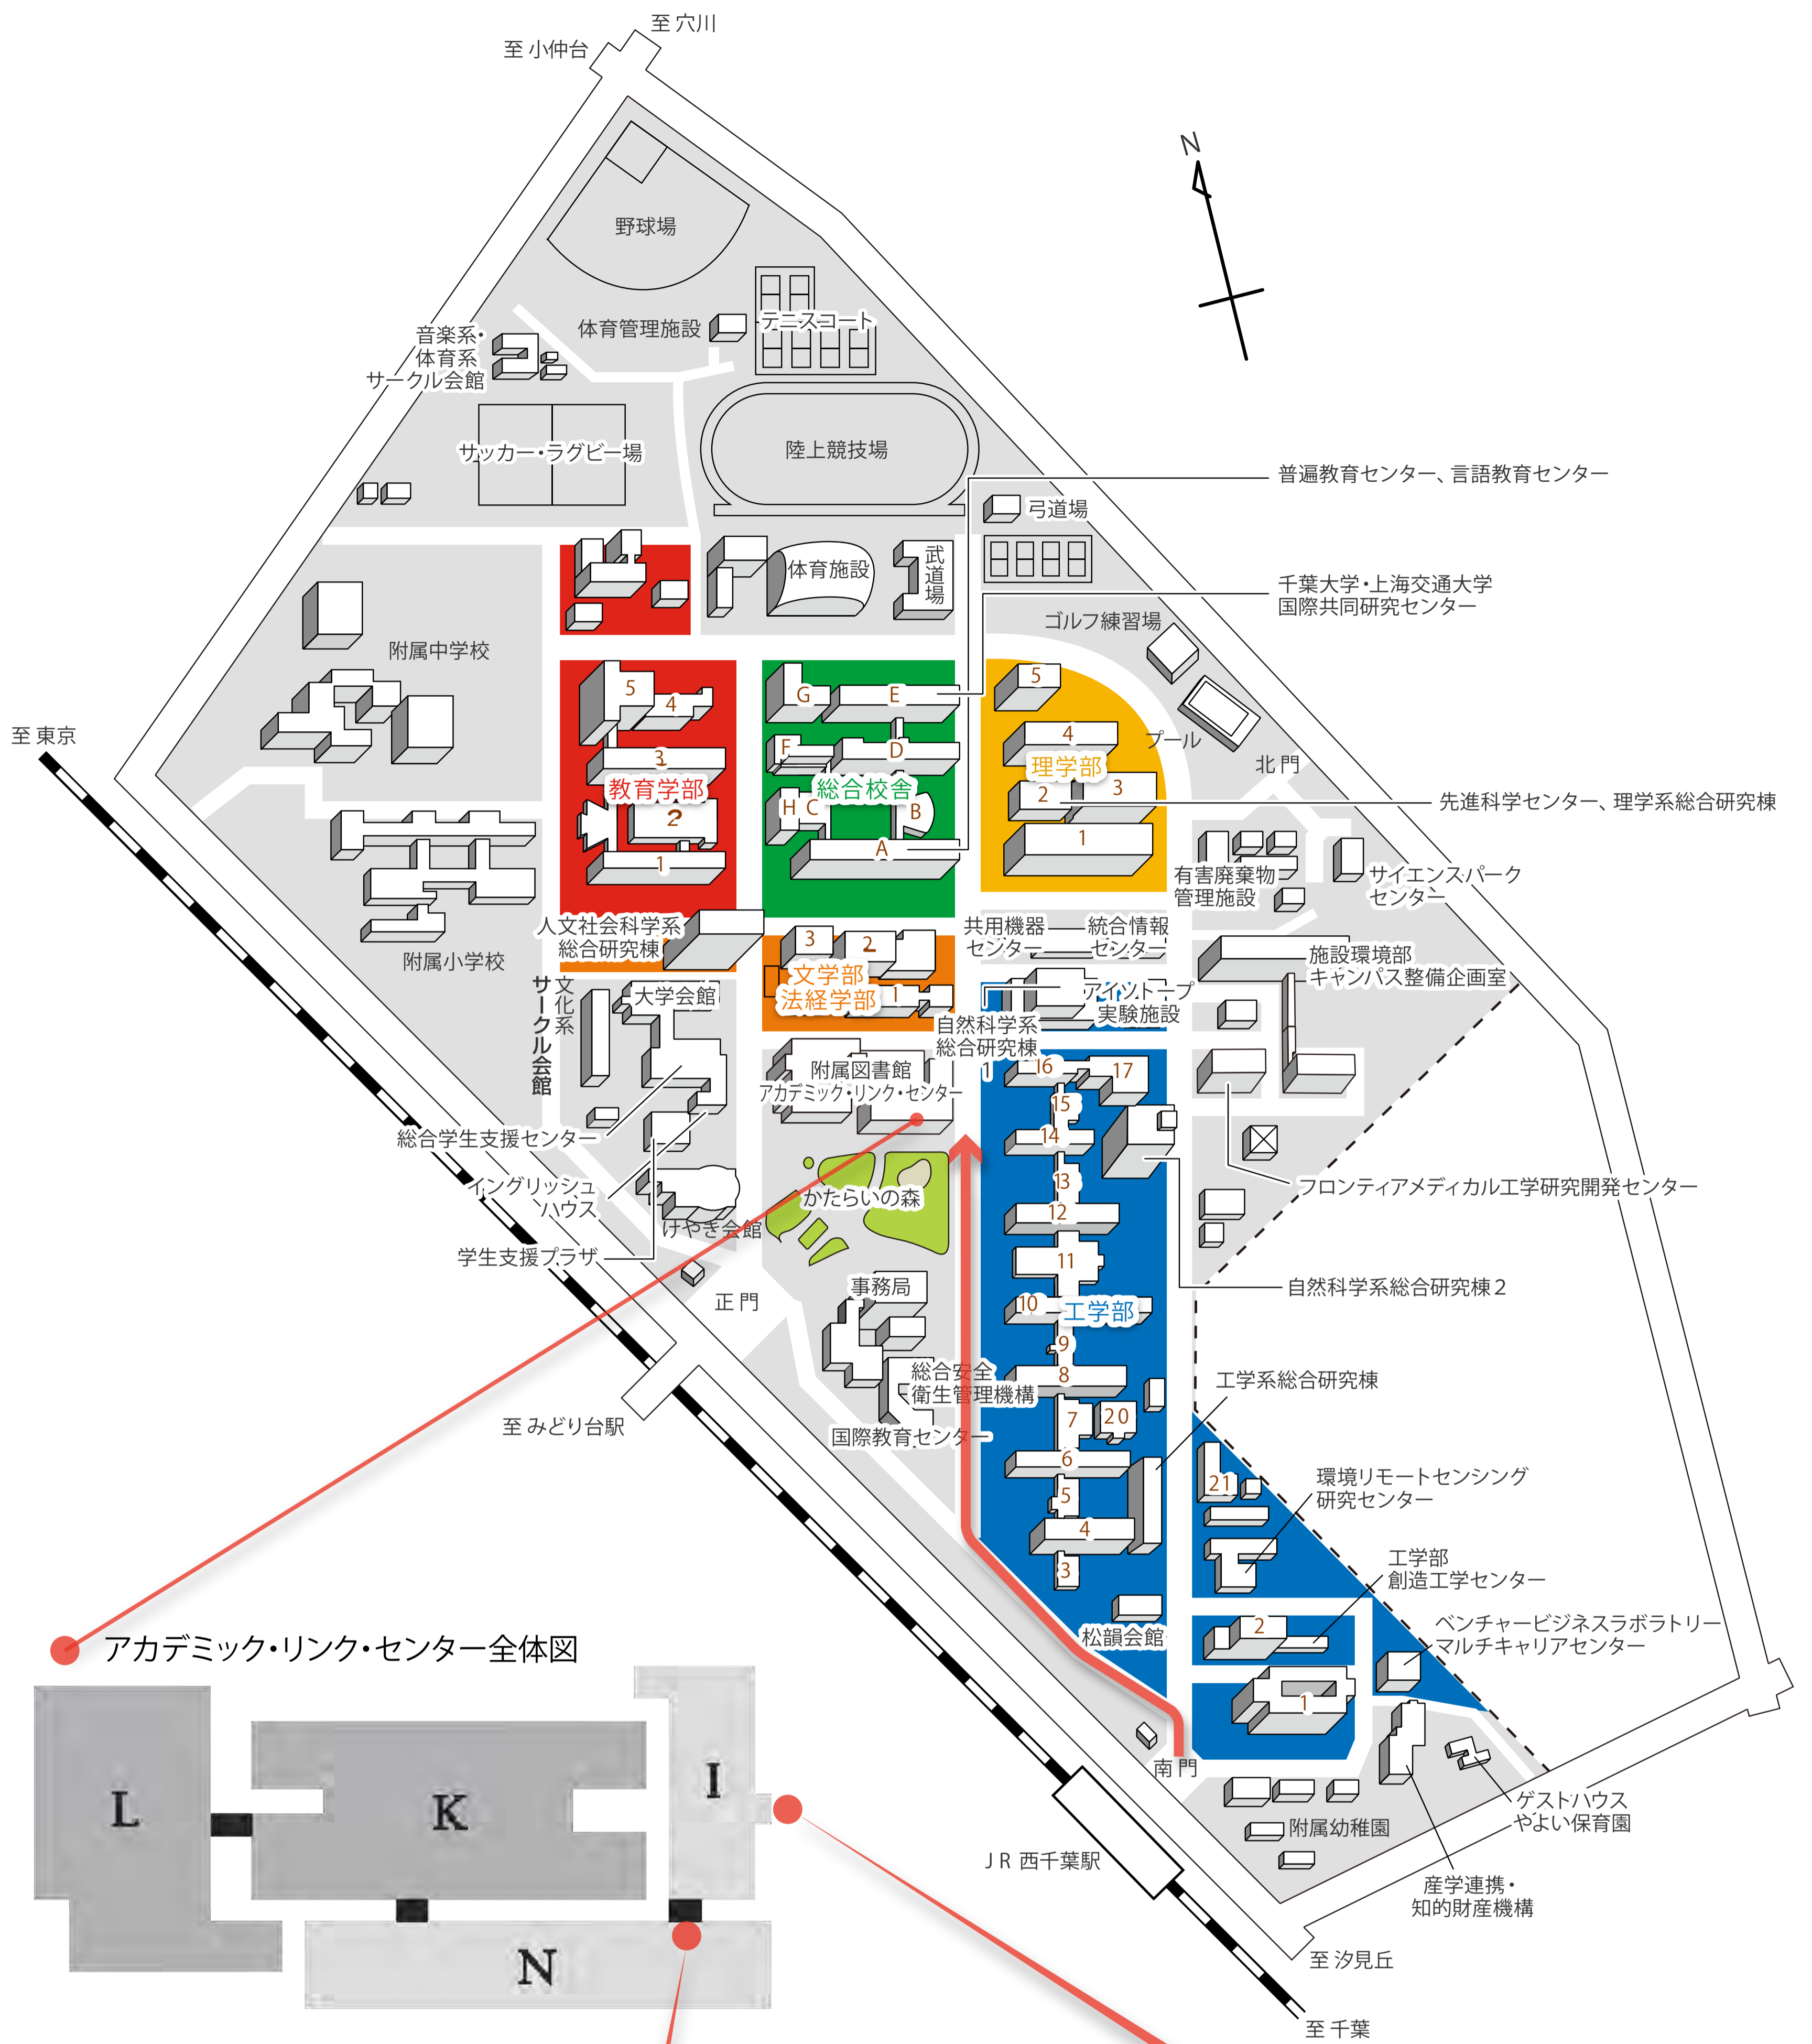 至 穴川
至 小仲台
N
野球場
体育管理施設
テニスコート
音楽系・
体育系
サークル会館
サッカー・ラグビー場
陸上競技場
普遍教育センター、言語教育センター
弓道場
体育施設
武道場
千葉大学・上海交通大学
国際共同研究センター
ゴルフ練習場
附属中学校
5
4
3
教育学部
2
1
G
E
F
D
総合校舎
H
C
B
A
5
4
理学部
2
3
1
プール
北門
至 東京
先進科学センター、理学系総合研究棟
有害廃棄物
管理施設
サイエンスパーク
センター
人文社会科学系
総合研究棟
3
2
文学部
法経学部
1
共用機器
センター
統合情報
センター
施設環境部
キャンパス整備企画室
附属小学校
文化系
サークル会館
大学会館
アイソトープ
実験施設
自然科学系
総合研究棟
1
附属図書館
アカデミック・リンク・センター
16
17
15
14
13
12
11
10
工学部
9
8
7
20
6
5
4
3
総合学生支援センター
イングリッシュ
ハウス
学生支援プラザ
けやき会館
かたらいの森
フロンティアメディカル工学研究開発センター
自然科学系総合研究棟2
正門
事務局
総合安全
衛生管理機構
国際教育センター
工学系総合研究棟
至 みどり台駅
21
環境リモートセンシング
研究センター
工学部
創造工学センター
2
ベンチャービジネスラボラトリー
マルチキャリアセンター
松韻会館
1
南門
ゲストハウス
やよい保育園
附属幼稚園
JR 西千葉駅
産学連携・
知的財産機構
至 汐見丘
至 千葉
アカデミック・リンク・センター全体図
L
K
I
N